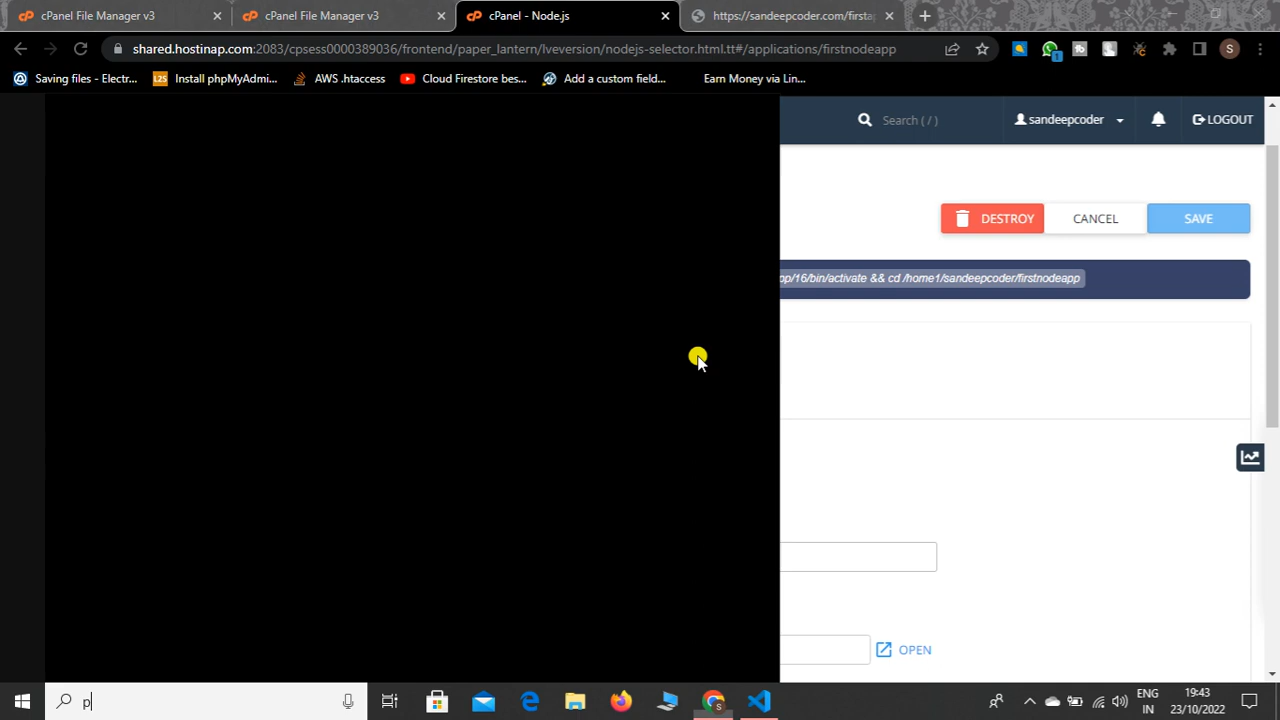 cPanel File Manager v3
cPanel File Manager v3
cPanel - Node.js
https://sandeepcoder.com/firsta
shared.hostinap.com:2083/cpsess0000389036/frontend/paper_lantern/lveversion/nodejs-selector.html.tt#/applications/firstnodeapp
1
S
Saving files - Electr...
LZS Install phpMyAdmi...
AWS .htaccess
Cloud Firestore bes...
Add a custom field...
Earn Money via Lin...
Search ( / )
sandeepcoder
LOGOUT
DESTROY
CANCEL
SAVE
pp/16/bin/activate && cd /home1/sandeepcoder/firstnodeapp
OPEN
p
S
ENG
IN
19:43
23/10/2022